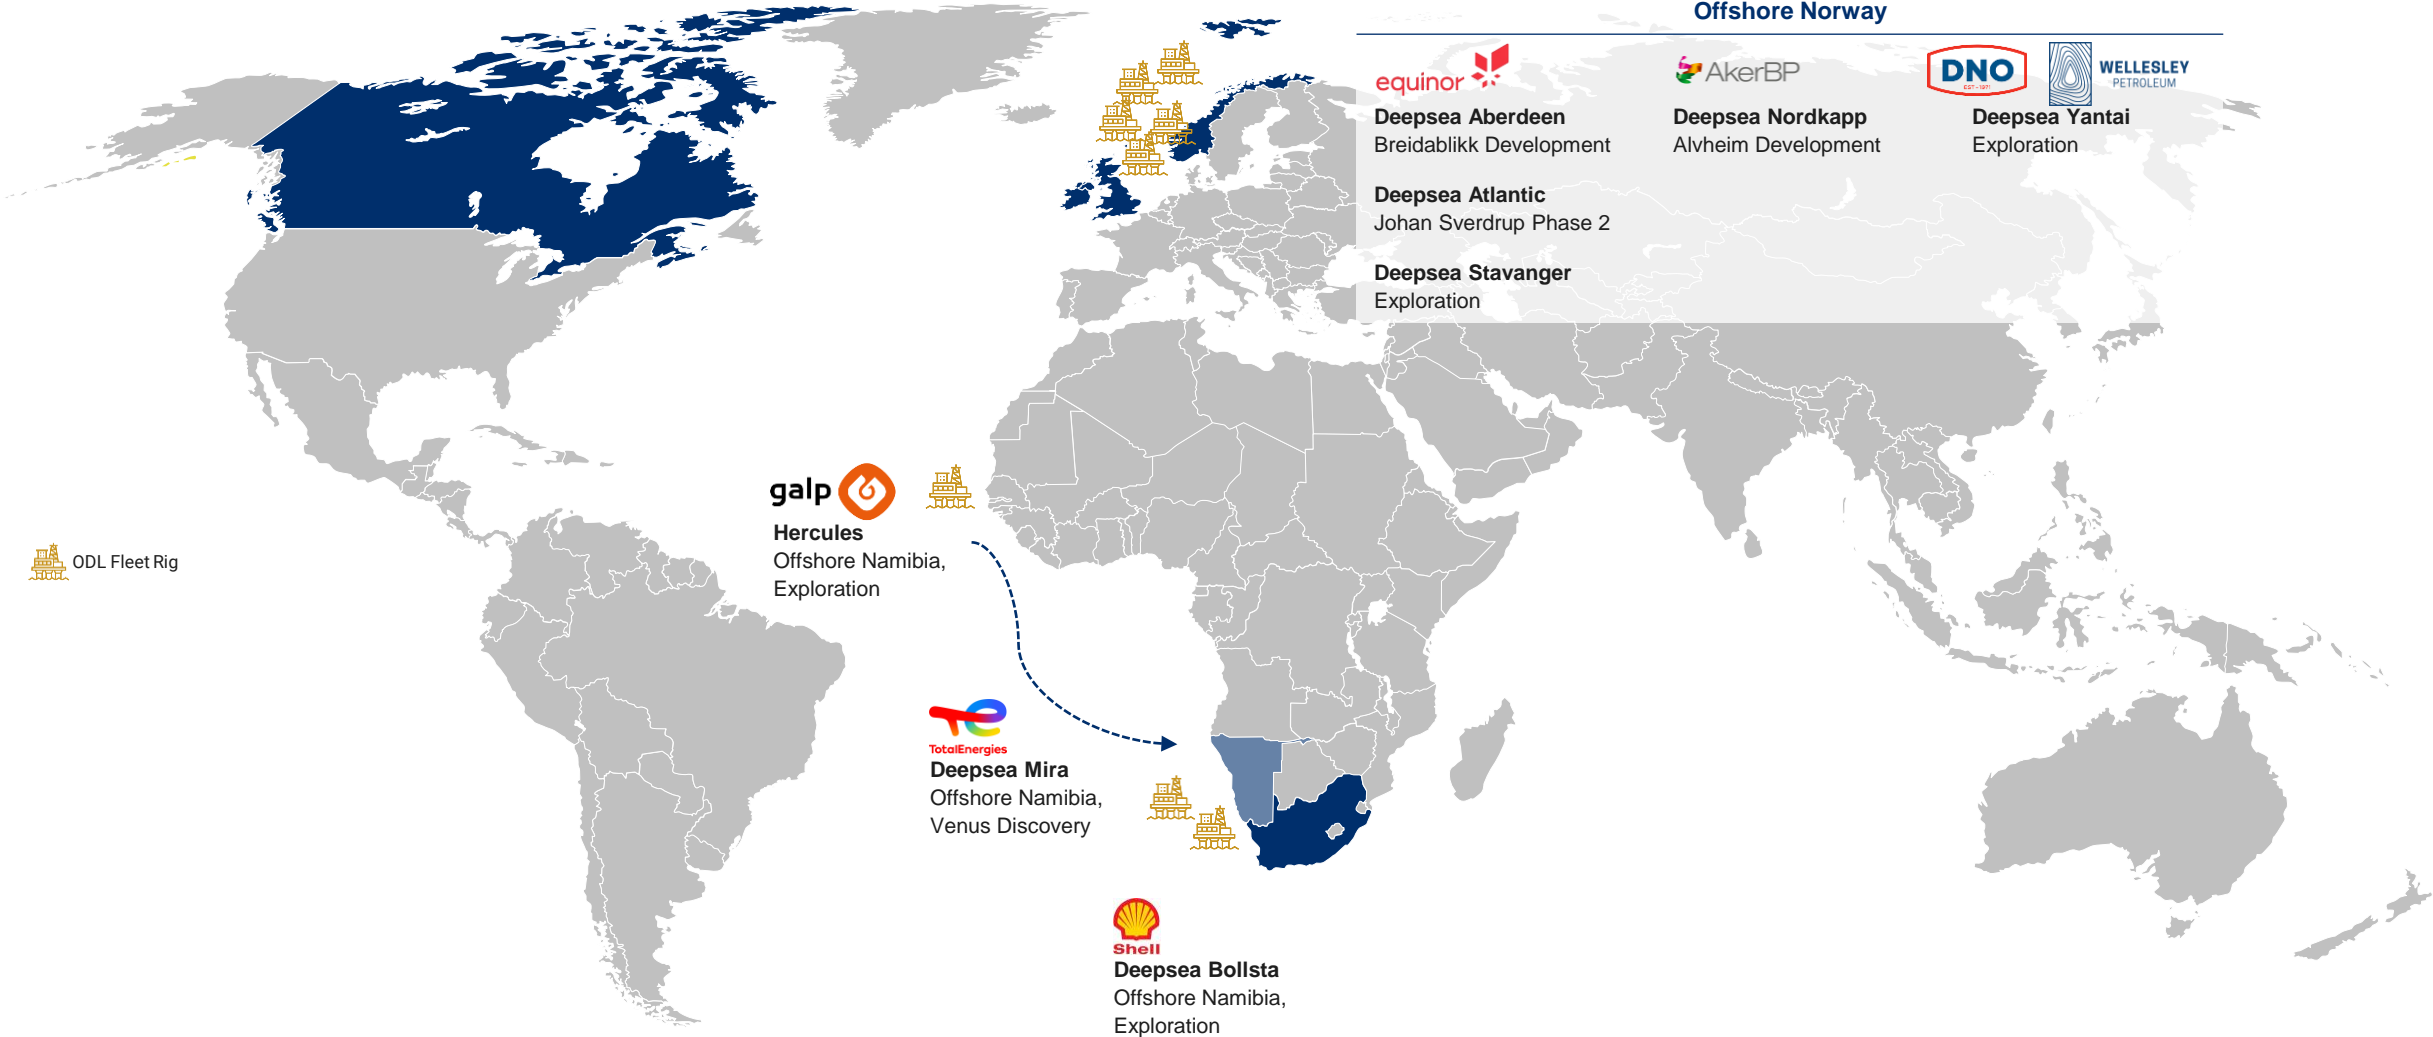 Offshore Norway
equinor
AkerBP
DNO
EST - 1971
WELLESLEY
PETROLEUM
Deepsea Aberdeen
Breidablikk Development
Deepsea Nordkapp
Alvheim Development
Deepsea Yantai
Exploration
Deepsea Atlantic
Johan Sverdrup Phase 2
Deepsea Stavanger
Exploration
galp
Hercules
Offshore Namibia,
Exploration
ODL Fleet Rig
TotalEnergies
Deepsea Mira
Offshore Namibia,
Venus Discovery
Shell
Deepsea Bollsta
Offshore Namibia,
Exploration